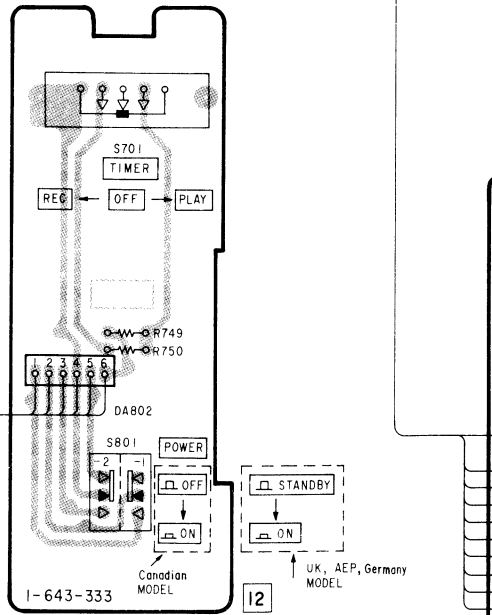 S701
TIMER
REC OFF PLAY
R749
R750
1 2 3 4 5 6
DA802
S801
POWER
-2 -1
OFF
STANDBY
ON
ON
Canadian
MODEL
UK, AEP, Germany
MODEL
1-643-333
12